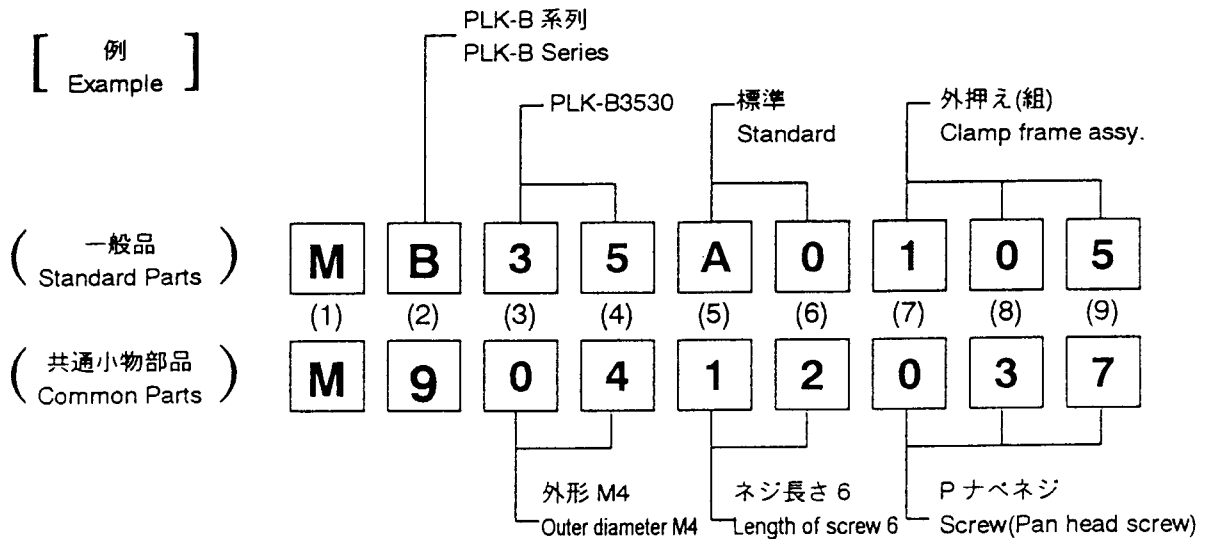 例
Example
PLK-B 系列
PLK-B Series
PLK-B3530
標準
Standard
外押え(組)
Clamp frame assy.
一般品
Standard Parts
M B 3 5 A 0 1 0 5
(1) (2) (3) (4) (5) (6) (7) (8) (9)
共通小物部品
Common Parts
M 9 0 4 1 2 0 3 7
外形 M4
Outer diameter M4
ネジ長さ 6
Length of screw 6
P ナベネジ
Screw(Pan head screw)